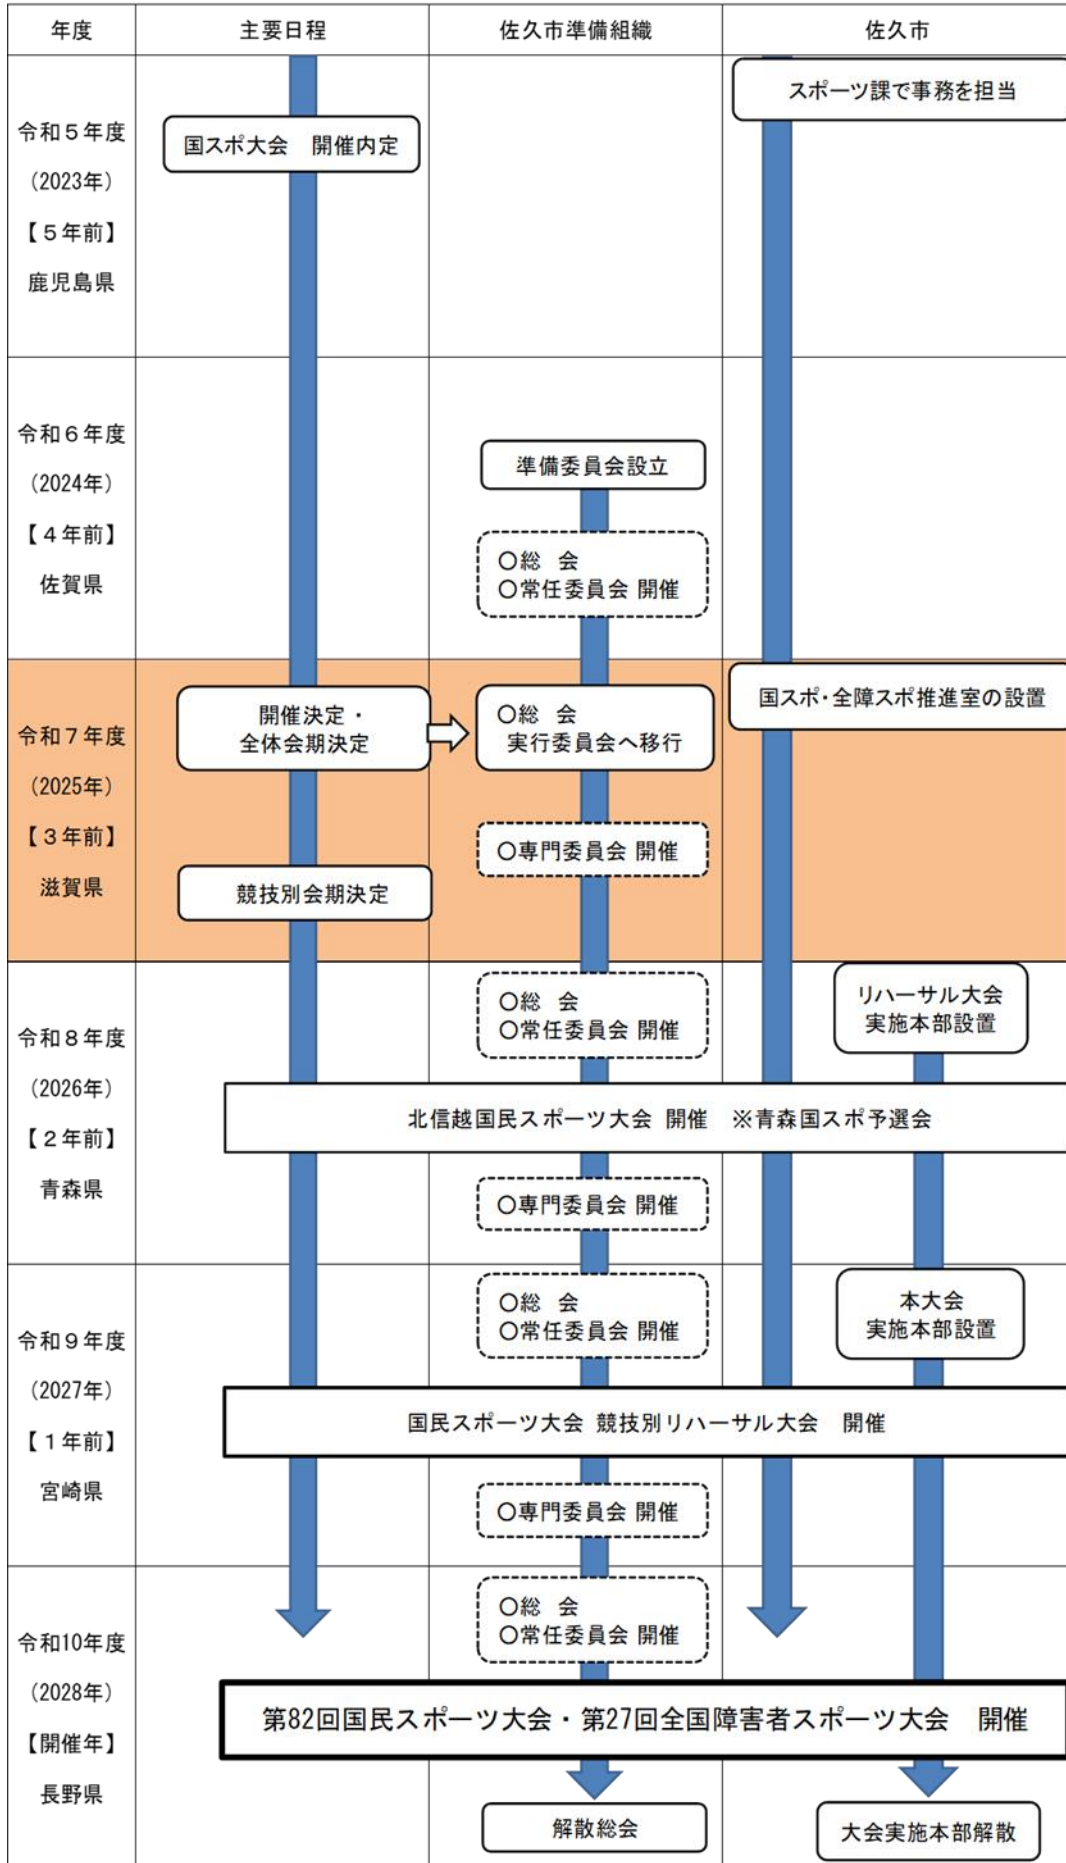 年度
主要日程
佐久市準備組織
佐久市
令和５年度
（2023年）
【５年前】
鹿児島県
国スポ大会　開催内定
スポーツ課で事務を担当
令和６年度
（2024年）
【４年前】
佐賀県
準備委員会設立
〇総　会
〇常任委員会 開催
令和７年度
（2025年）
【３年前】
滋賀県
開催決定・
全体会期決定
競技別会期決定
〇総　会
実行委員会へ移行
〇専門委員会 開催
国スポ・全障スポ推進室の設置
令和８年度
（2026年）
【２年前】
青森県
〇総　会
〇常任委員会 開催
リハーサル大会
実施本部設置
北信越国民スポーツ大会 開催　※青森国スポ予選会
〇専門委員会 開催
令和９年度
（2027年）
【１年前】
宮崎県
〇総　会
〇常任委員会 開催
本大会
実施本部設置
国民スポーツ大会 競技別リハーサル大会　開催
〇専門委員会 開催
令和10年度
（2028年）
【開催年】
長野県
〇総　会
〇常任委員会 開催
第82回国民スポーツ大会・第27回全国障害者スポーツ大会　開催
解散総会
大会実施本部解散